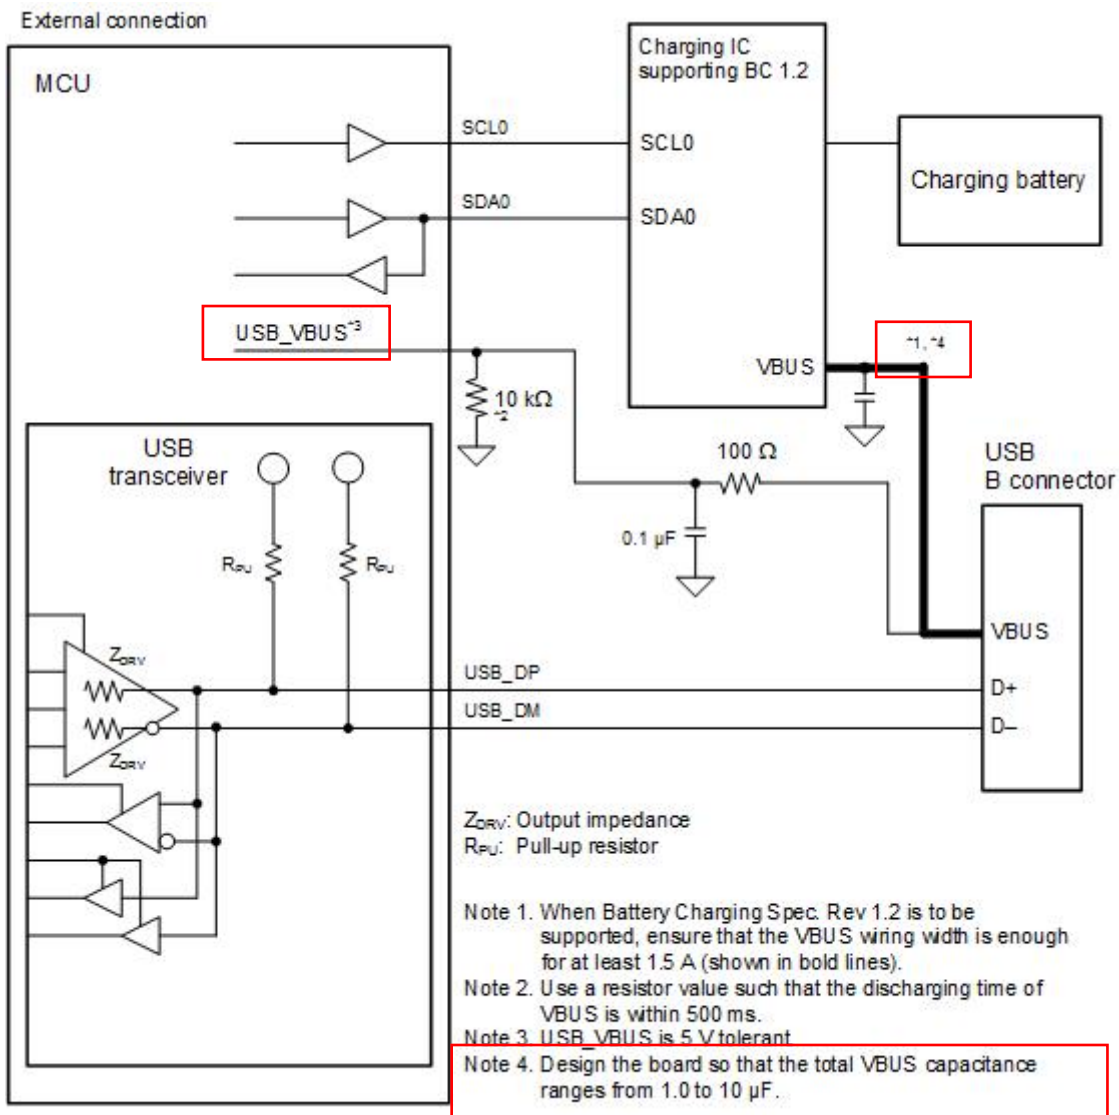 External connection
MCU
Charging IC
supporting BC 1.2
SCL0
SCL0
Charging battery
SDA0
SDA0
USB_VBUS*3
*1, *4
VBUS
10 kΩ
*2
USB
transceiver
100 Ω
USB
B connector
0.1 µF
RPU
RPU
VBUS
ZDRV
USB_DP
D+
USB_DM
D–
ZDRV
ZDRV: Output impedance
RPU: Pull-up resistor
Note 1. When Battery Charging Spec. Rev 1.2 is to be
supported, ensure that the VBUS wiring width is enough
for at least 1.5 A (shown in bold lines).
Note 2. Use a resistor value such that the discharging time of
VBUS is within 500 ms.
Note 3. USB_VBUS is 5 V tolerant
Note 4. Design the board so that the total VBUS capacitance
ranges from 1.0 to 10 µF.